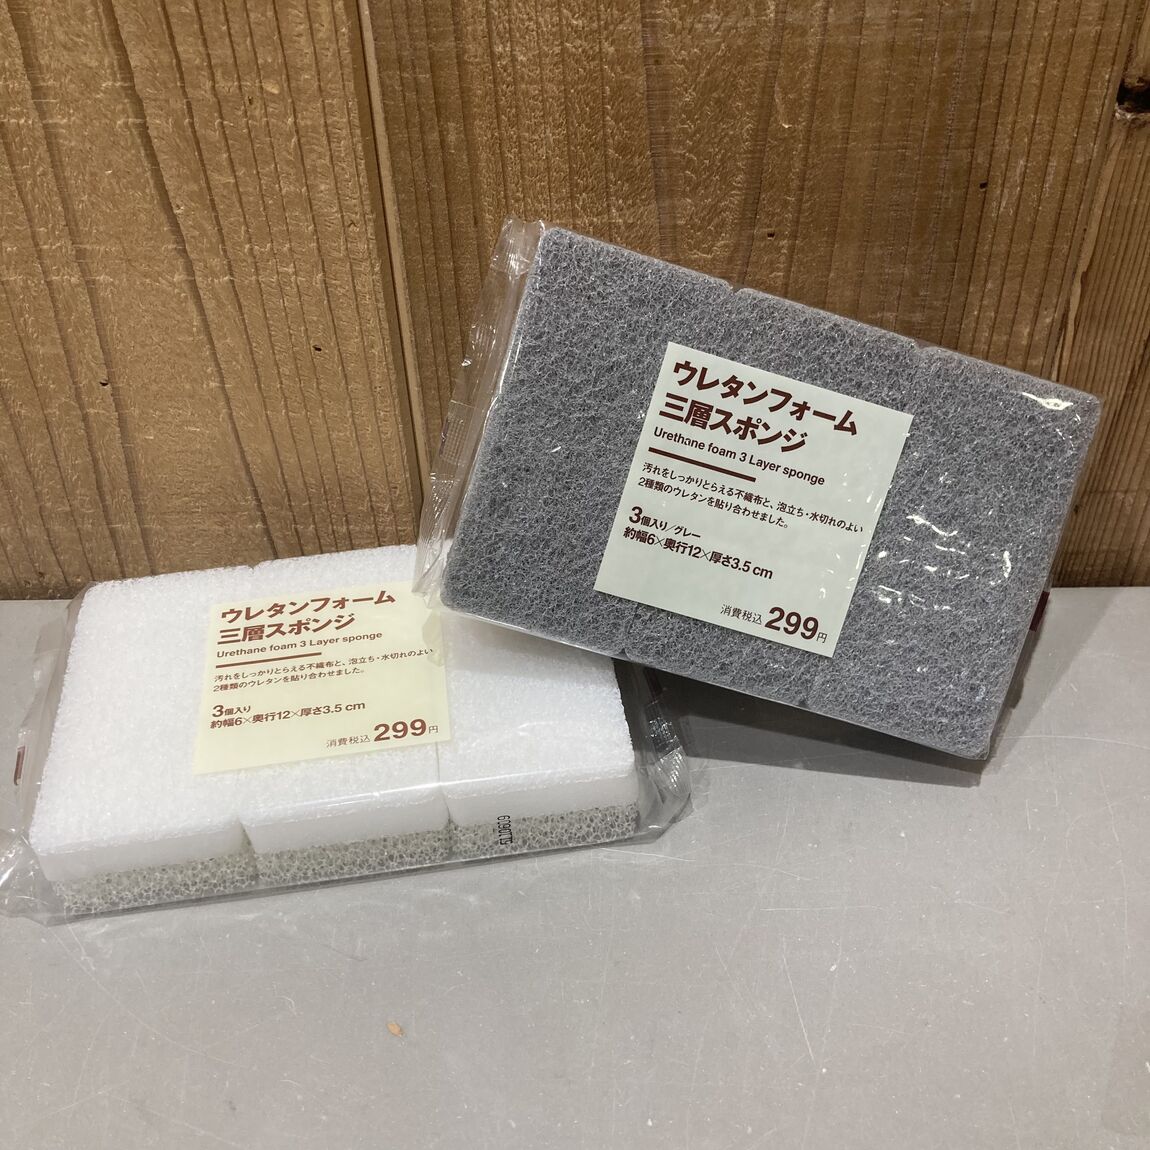 ウレタンフォーム
三層スポンジ
Urethane foam 3 Layer sponge
汚れをしっかりとらえる不織布と、泡立ち・水切れのよい
2種類のウレタンを貼り合わせました。
3個入り／グレー
約幅6×奥行12×厚さ3.5 cm
消費税込299円
ウレタンフォーム
三層スポンジ
Urethane foam 3 Layer sponge
汚れをしっかりとらえる不織布と、泡立ち・水切れのよい
2種類のウレタンを貼り合わせました。
3個入り
約幅6×奥行12×厚さ3.5 cm
消費税込299円